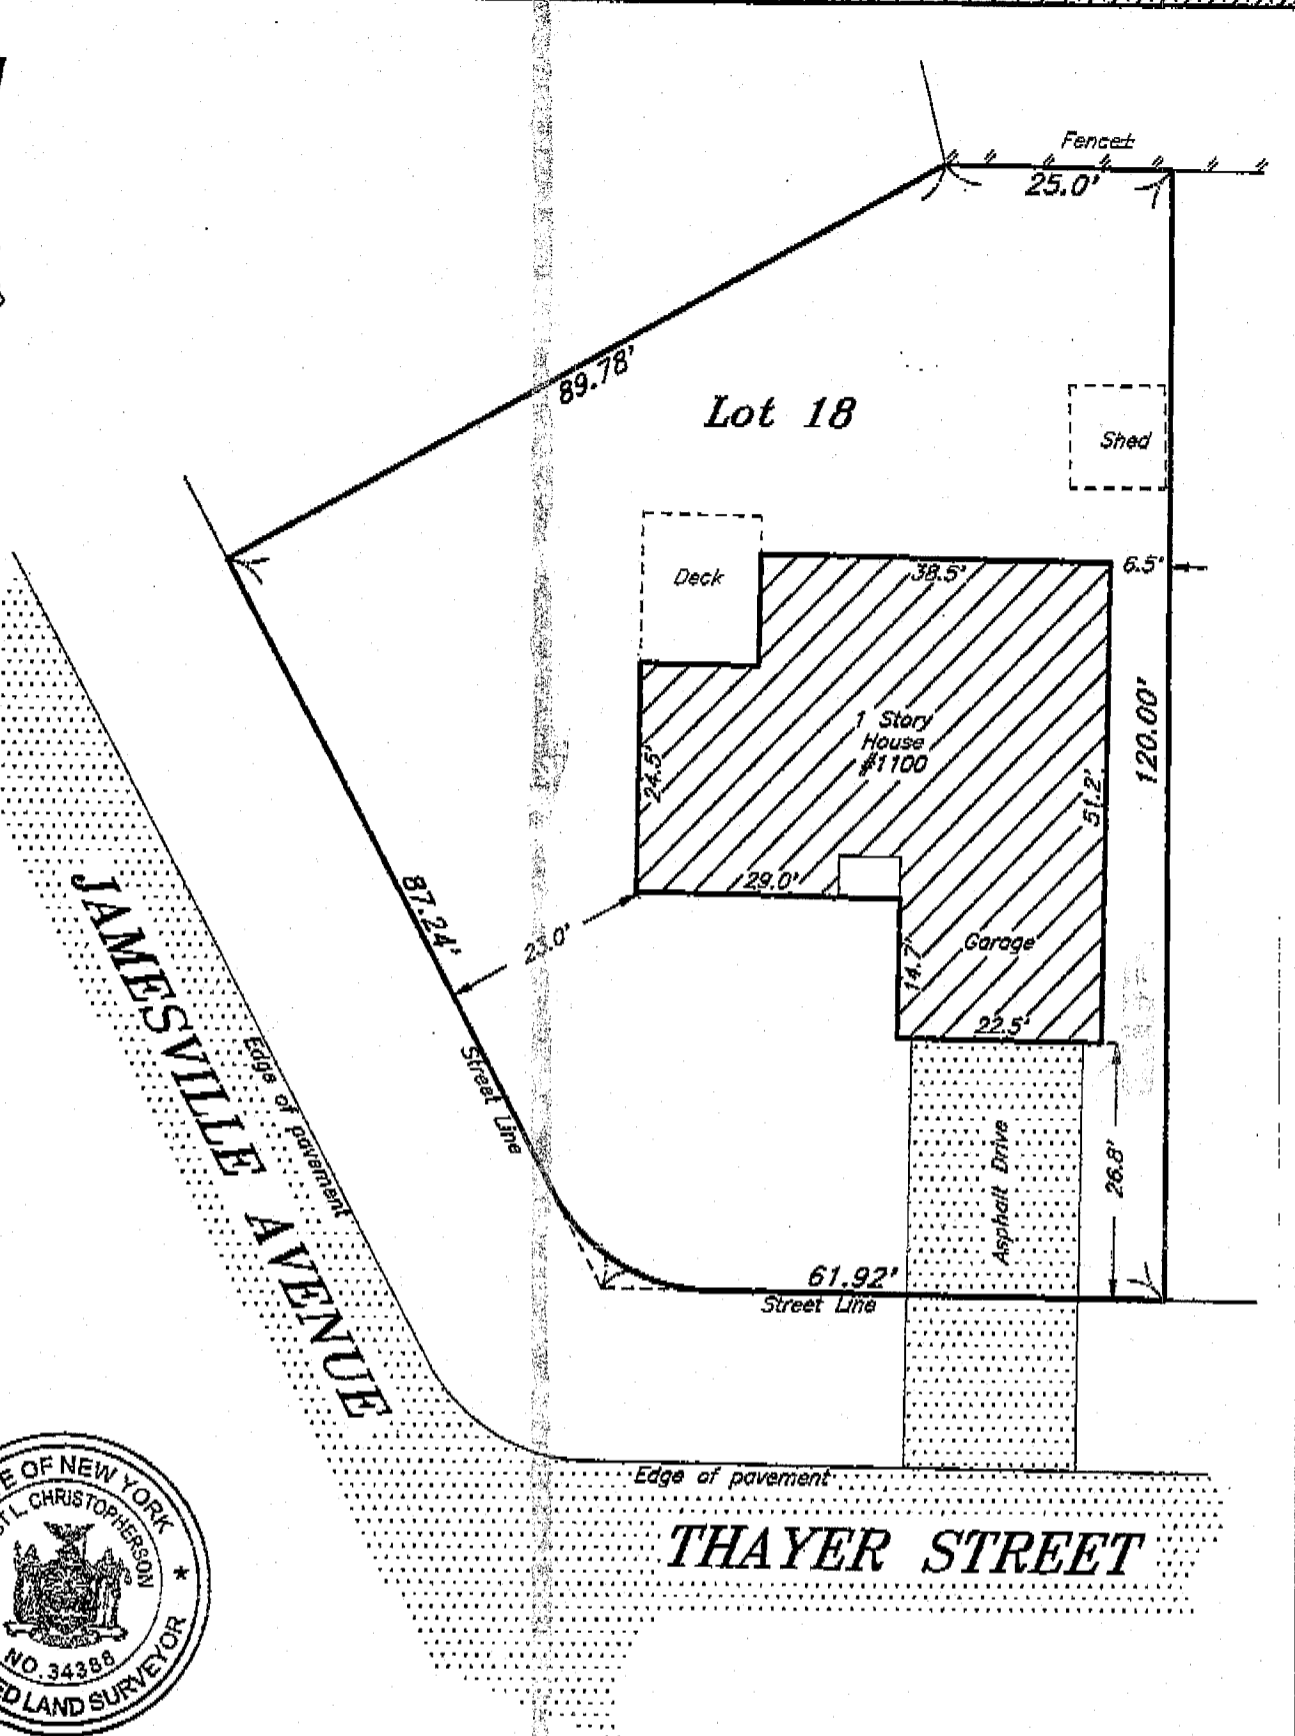 Fence±
25.0'
89.78'
Lot 18
Shed
Deck
38.5'
6.5'
1 Story
House
#1100
24.5'
51.2'
120.00'
29.0'
87.24'
23.0'
14.7'
Garage
22.5'
JAMESVILLE AVENUE
Edge of pavement
Street Line
Asphalt Drive
26.8'
61.92'
Street Line
Edge of pavement
THAYER STREET
E OF NEW YORK
L. CHRISTOPHERSON
NO. 34388
ED LAND SURVEYOR